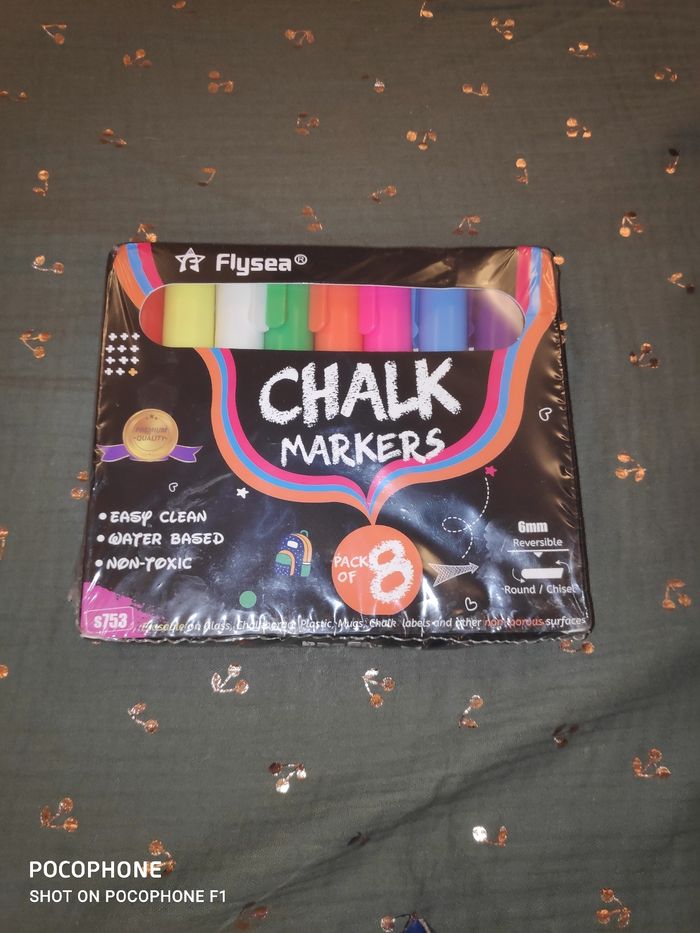 Flysea®
CHALK
MARKERS
PREMIUM
QUALITY
• EASY CLEAN
• WATER BASED
• NON-TOXIC
PACK
OF 8
6mm
Reversible
Round / Chisel
s753
on Glass, Plastic, Mugs, Chalk labels and other non-porous surfaces
POCOPHONE
SHOT ON POCOPHONE F1